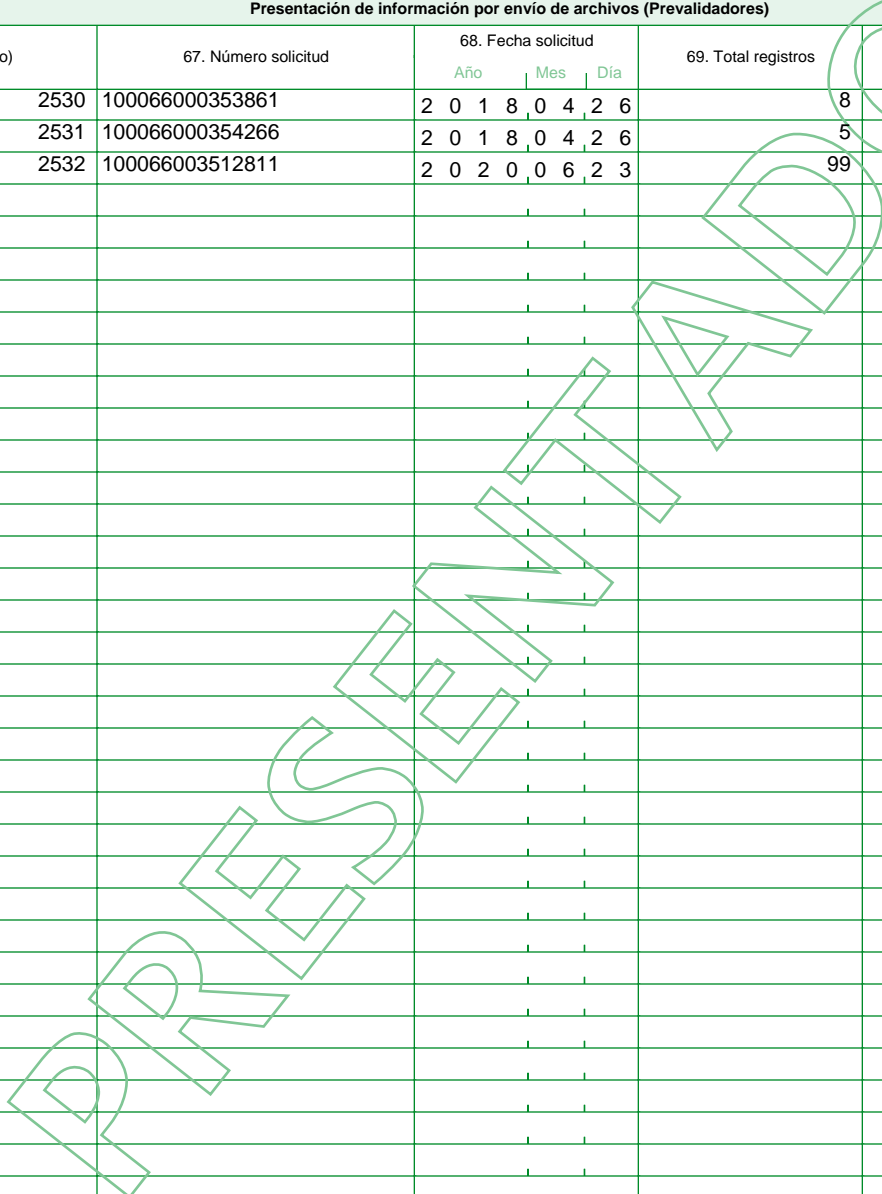 Presentación de información por envío de archivos (Prevalidadores)
o) 67. Número solicitud 68. Fecha solicitud 69. Total registros
Año Mes Día
2530 100066000353861 2 0 1 8 0 4 2 6 8
2531 100066000354266 2 0 1 8 0 4 2 6 5
2532 100066003512811 2 0 2 0 0 6 2 3 99
PRESENTADO